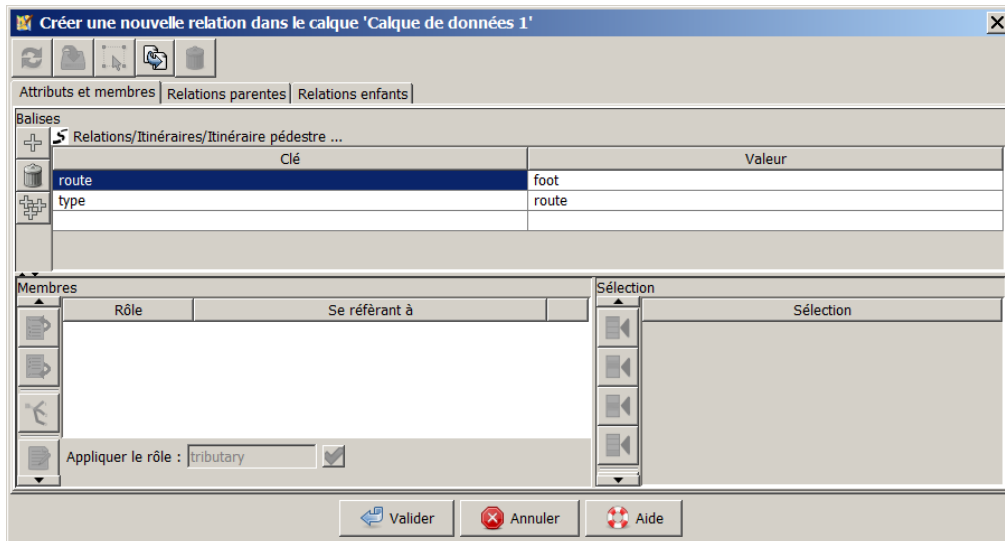 Créer une nouvelle relation dans le calque 'Calque de données 1'
Attributs et membres Relations parentes Relations enfants
Balises
Relations/Itinéraires/Itinéraire pédestre ...
Clé Valeur
route foot
type route
Membres Sélection
Rôle Se réfèrant à Sélection
Appliquer le rôle : tributary
Valider Annuler Aide